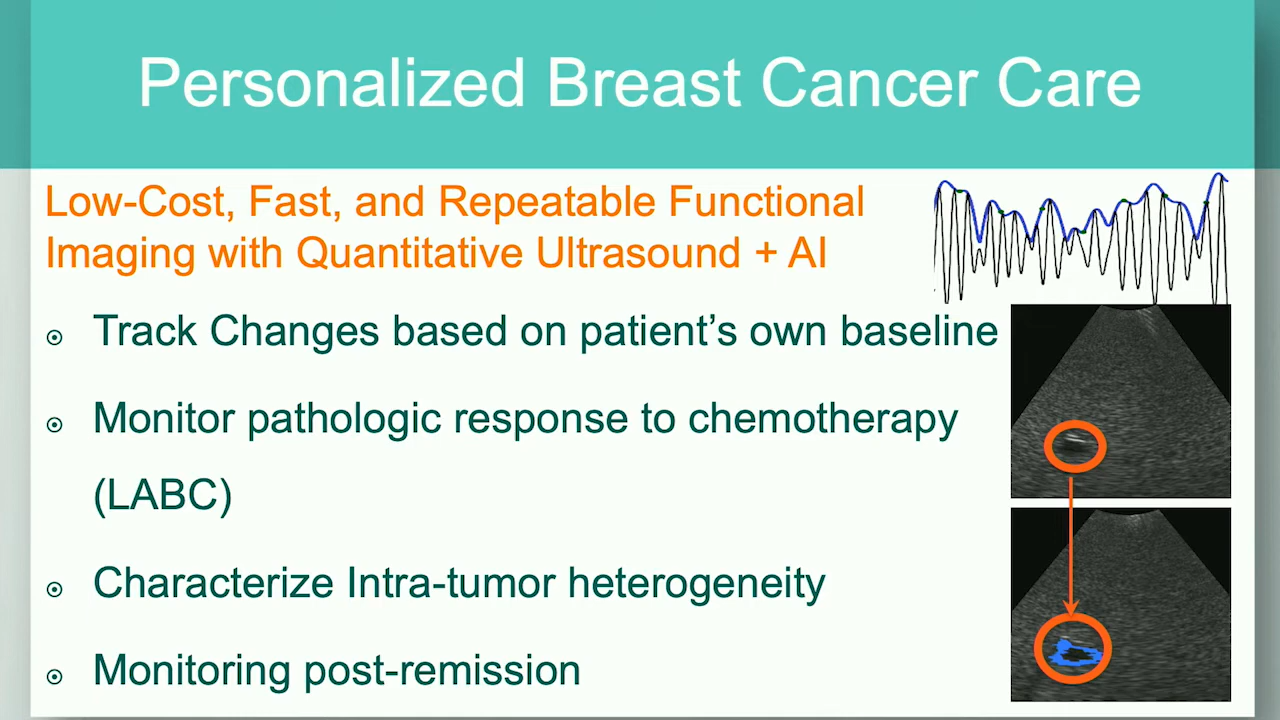 Personalized Breast Cancer Care
Low-Cost, Fast, and Repeatable Functional
Imaging with Quantitative Ultrasound + AI
Track Changes based on patient’s own baseline
Monitor pathologic response to chemotherapy
(LABC)
Characterize Intra-tumor heterogeneity
Monitoring post-remission